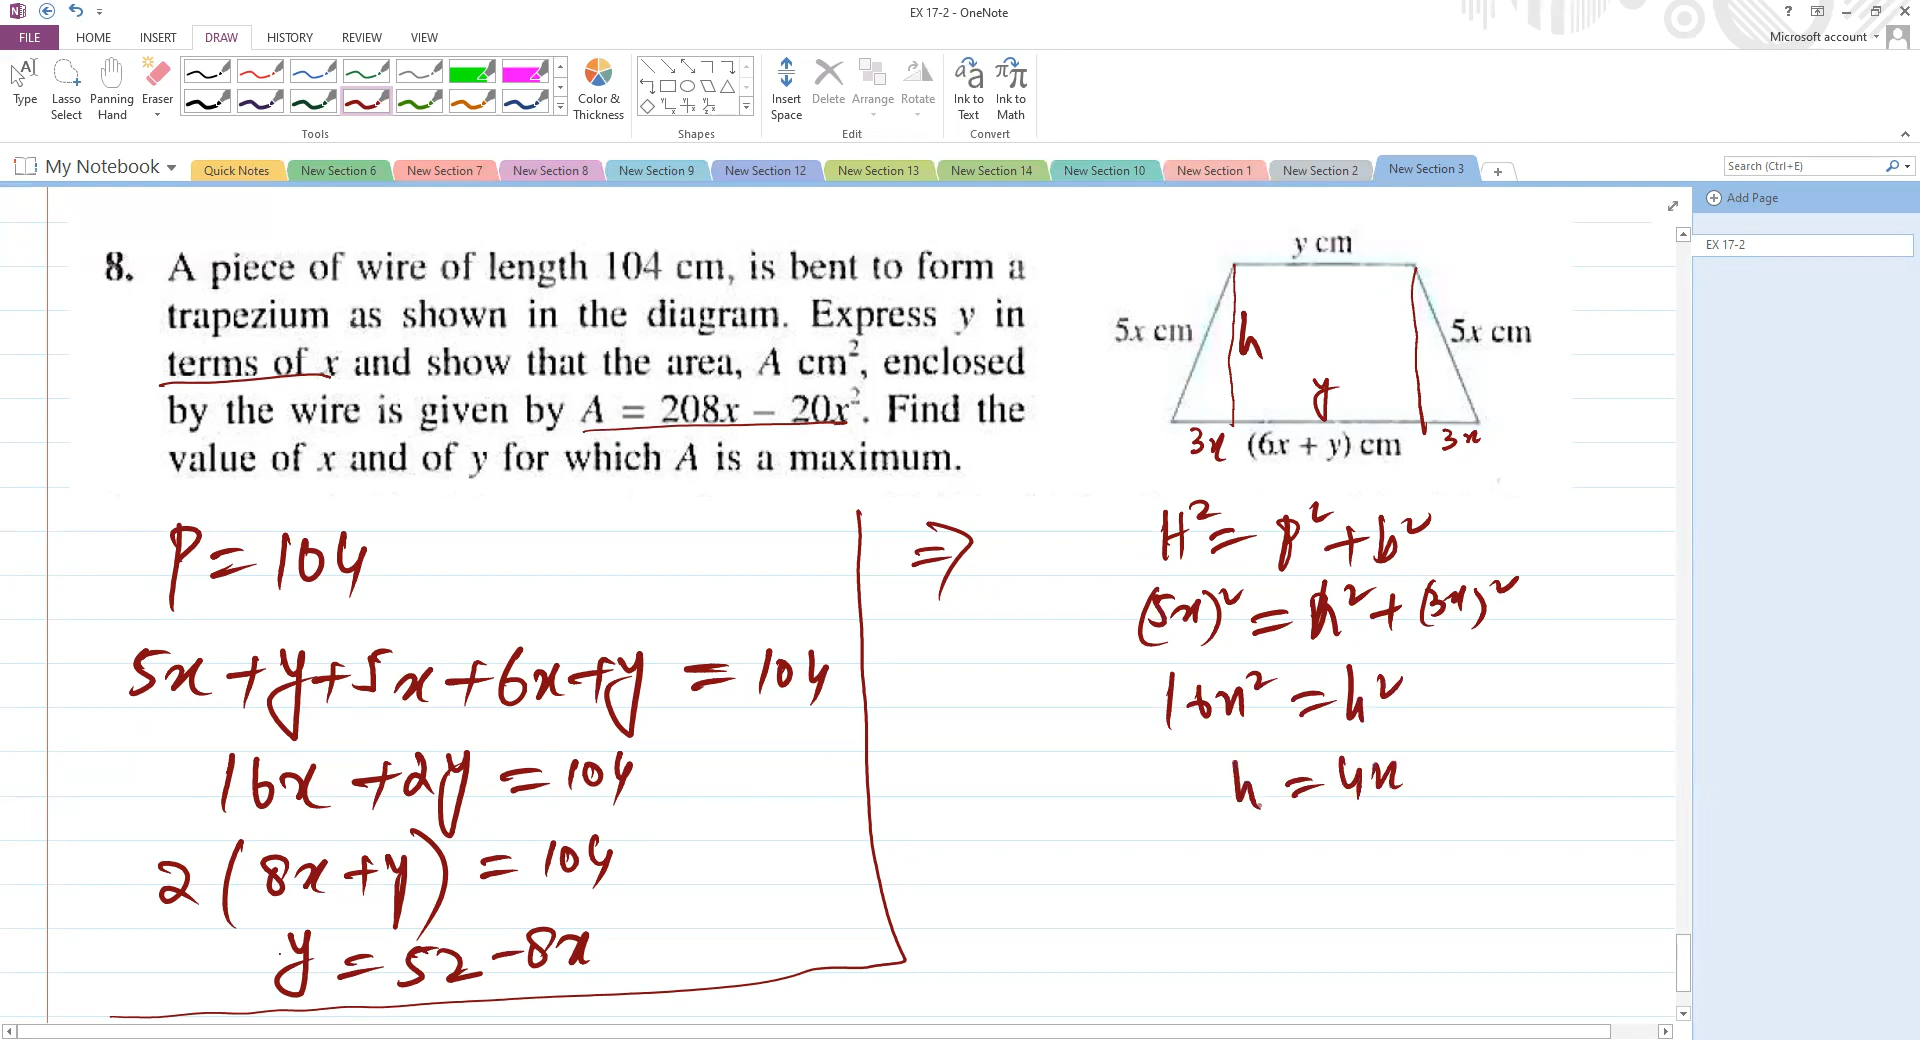 EX 17-2 - OneNote
?
Microsoft account
FILE HOME INSERT DRAW HISTORY REVIEW VIEW
Type
Lasso Select
Panning Hand
Eraser
Color & Thickness
Insert Space
Delete
Arrange
Rotate
Ink to Text
Ink to Math
Tools
Shapes
Edit
Convert
My Notebook
Quick Notes
New Section 6
New Section 7
New Section 8
New Section 9
New Section 12
New Section 13
New Section 14
New Section 10
New Section 1
New Section 2
New Section 3
Search (Ctrl+E)
Add Page
EX 17-2
8. A piece of wire of length 104 cm, is bent to form a
trapezium as shown in the diagram. Express y in
terms of x and show that the area, A cm², enclosed
by the wire is given by A = 208x − 20x². Find the
value of x and of y for which A is a maximum.
y cm
5x cm
h
5x cm
y
3x (6x + y) cm 3x
P = 104
5x + y + 5x + 6x + y = 104
16x + 2y = 104
2 (8x + y) = 104
y = 52 - 8x
⇒
H² = p² + b²
(5x)² = h² + (3x)²
16x² = h²
h = 4x